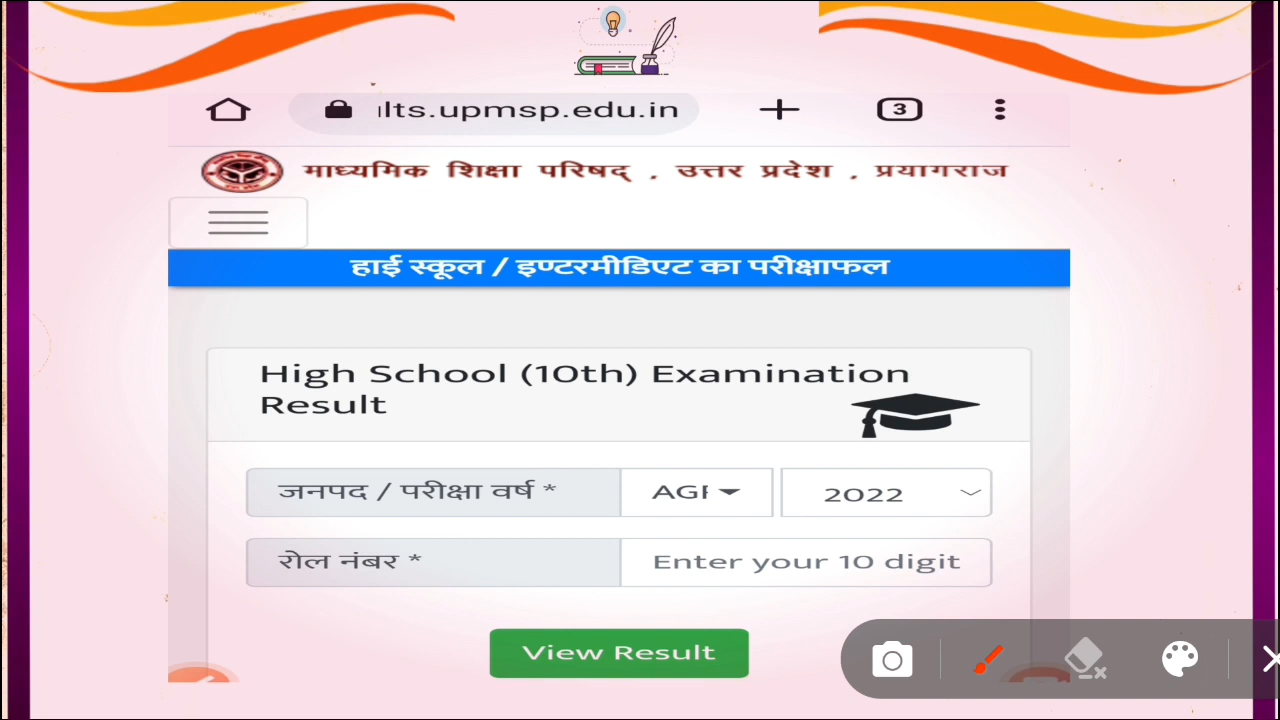 ılts.upmsp.edu.in
3
माध्यमिक शिक्षा परिषद् , उत्तर प्रदेश , प्रयागराज
हाई स्कूल / इण्टरमीडिएट का परीक्षाफल
High School (10th) Examination
Result
जनपद / परीक्षा वर्ष * 2022
रोल नंबर * Enter your 10 digit
View Result